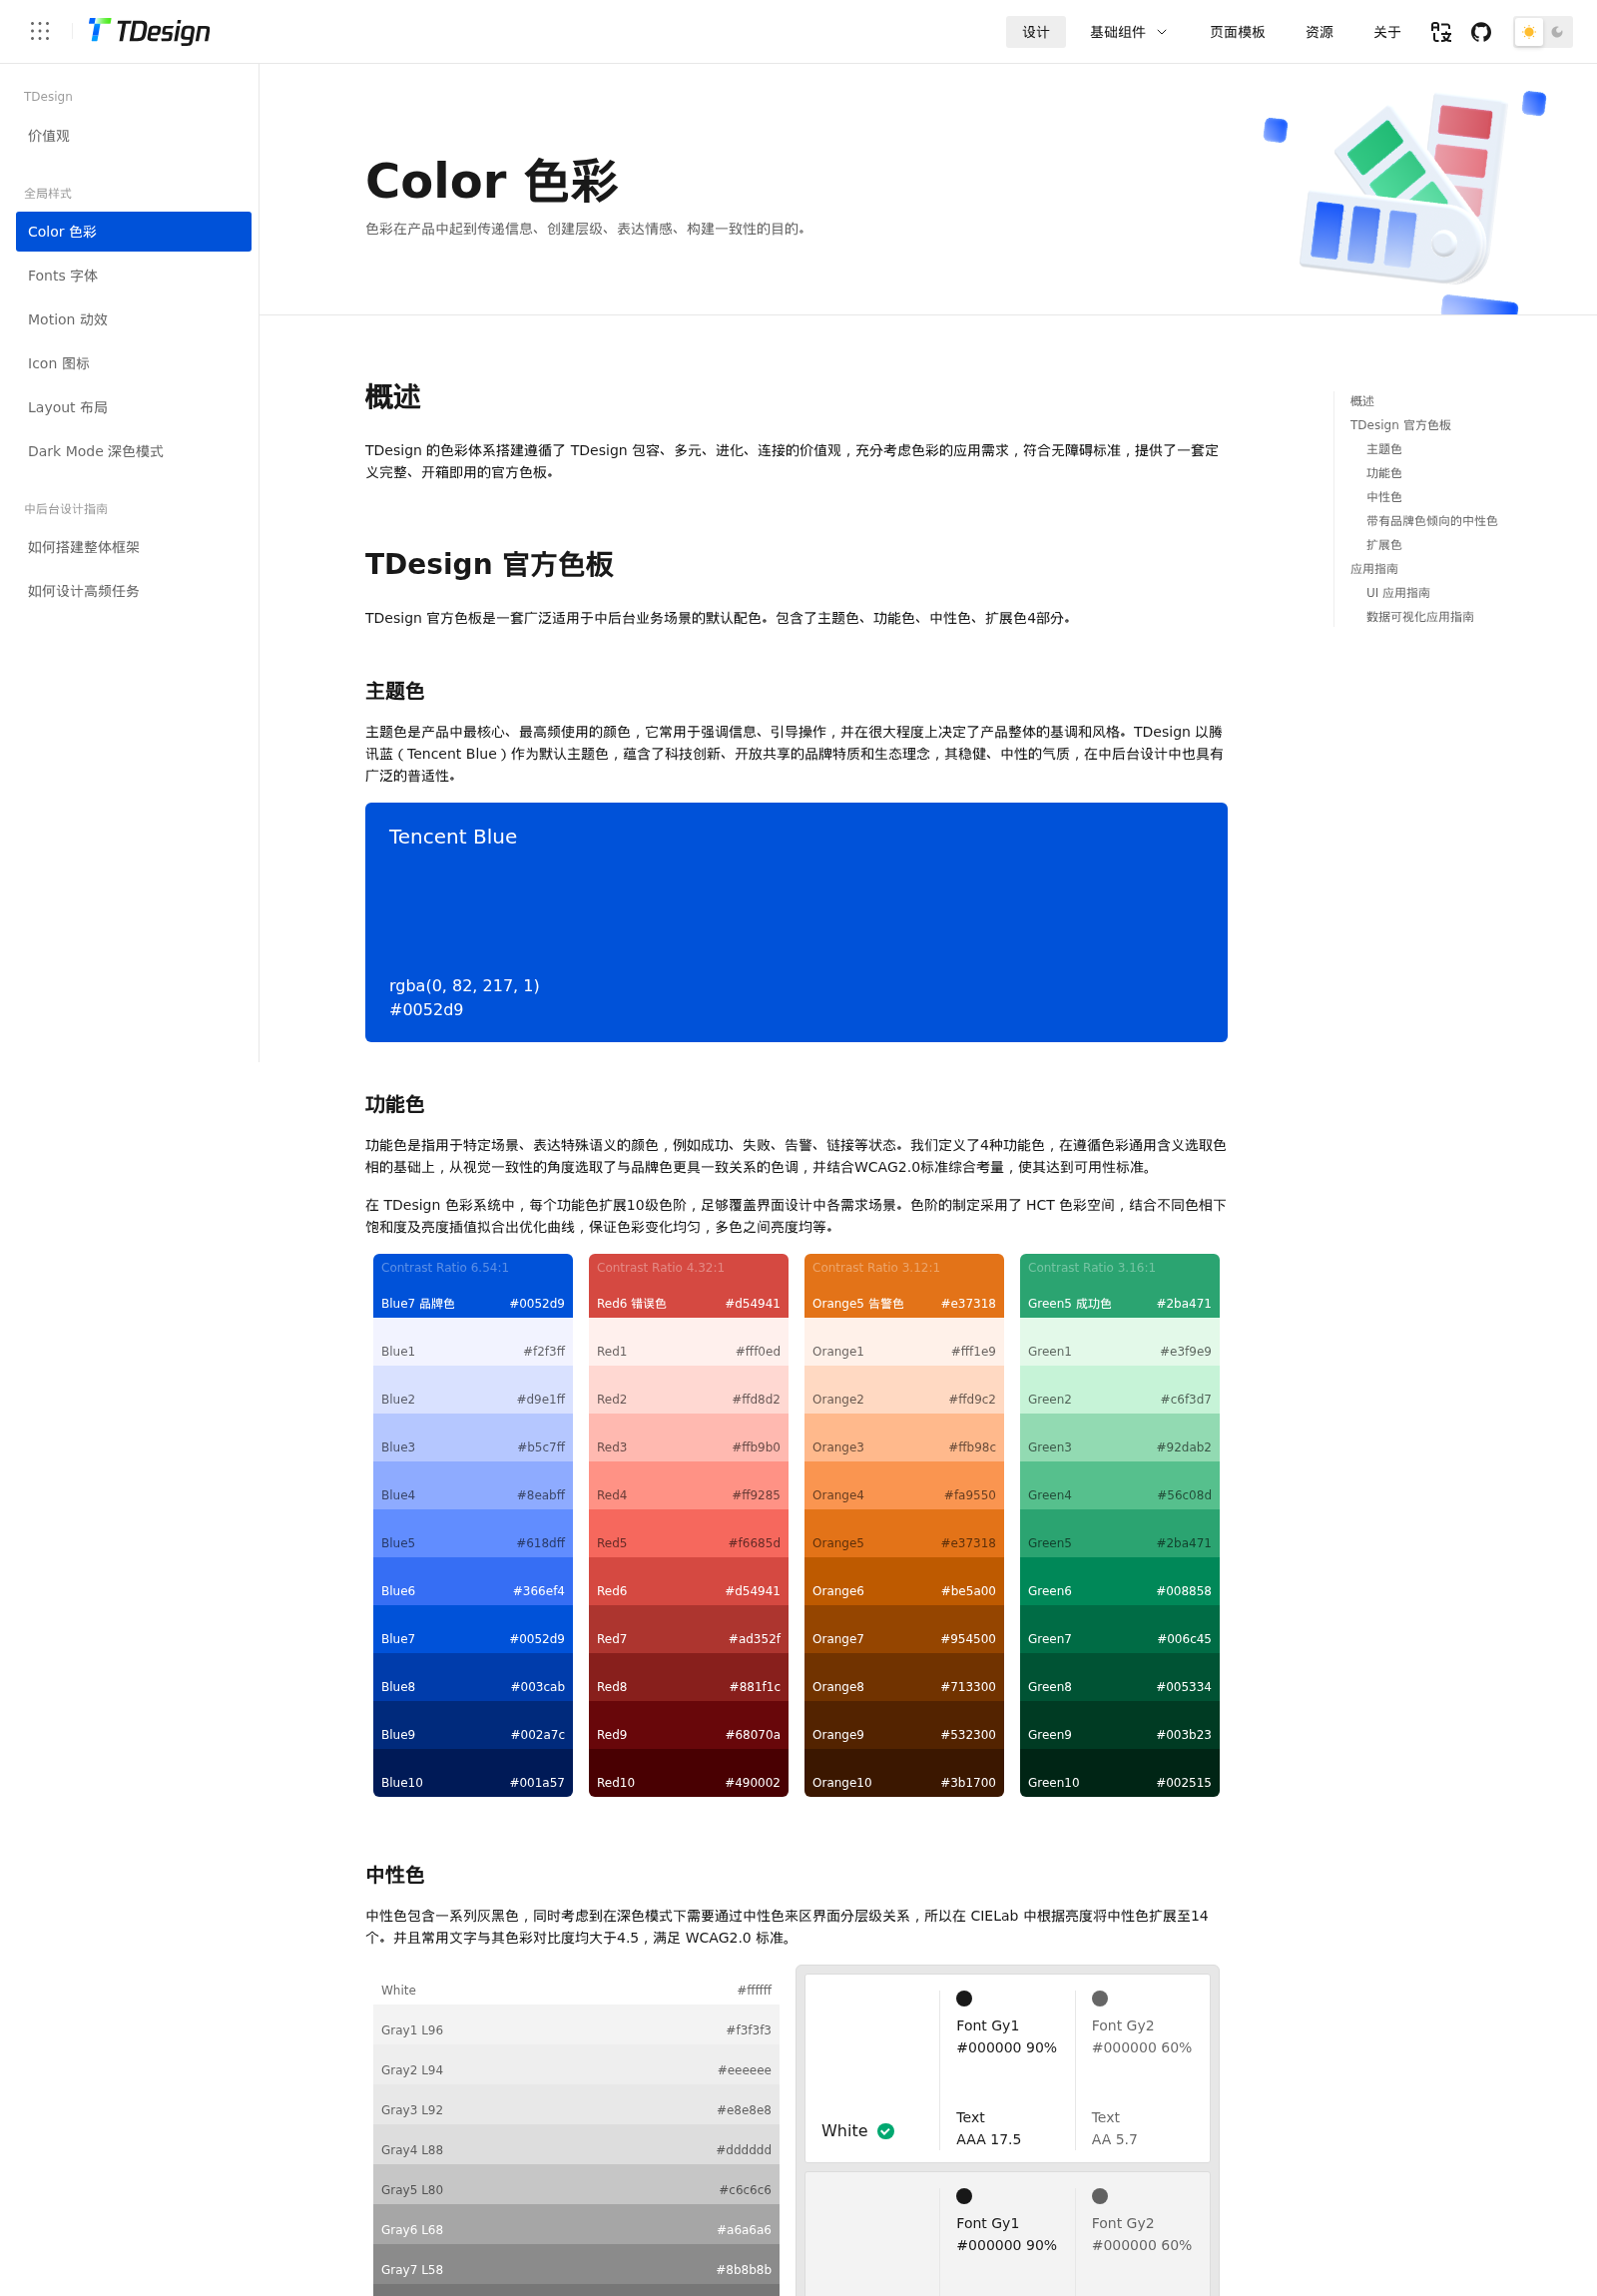 TDesign
设计
基础组件
页面模板
资源
关于
TDesign
价值观
全局样式
Color 色彩
Fonts 字体
Motion 动效
Icon 图标
Layout 布局
Dark Mode 深色模式
中后台设计指南
如何搭建整体框架
如何设计高频任务
Color 色彩
色彩在产品中起到传递信息、创建层级、表达情感、构建一致性的目的。
概述
TDesign 的色彩体系搭建遵循了 TDesign 包容、多元、进化、连接的价值观，充分考虑色彩的应用需求，符合无障碍标准，提供了一套定
义完整、开箱即用的官方色板。
TDesign 官方色板
TDesign 官方色板是一套广泛适用于中后台业务场景的默认配色。包含了主题色、功能色、中性色、扩展色4部分。
主题色
主题色是产品中最核心、最高频使用的颜色，它常用于强调信息、引导操作，并在很大程度上决定了产品整体的基调和风格。TDesign 以腾
讯蓝（Tencent Blue）作为默认主题色，蕴含了科技创新、开放共享的品牌特质和生态理念，其稳健、中性的气质，在中后台设计中也具有
广泛的普适性。
Tencent Blue
rgba(0, 82, 217, 1)
#0052d9
概述
TDesign 官方色板
主题色
功能色
中性色
带有品牌色倾向的中性色
扩展色
应用指南
UI 应用指南
数据可视化应用指南
功能色
功能色是指用于特定场景、表达特殊语义的颜色，例如成功、失败、告警、链接等状态。我们定义了4种功能色，在遵循色彩通用含义选取色
相的基础上，从视觉一致性的角度选取了与品牌色更具一致关系的色调，并结合WCAG2.0标准综合考量，使其达到可用性标准。
在 TDesign 色彩系统中，每个功能色扩展10级色阶，足够覆盖界面设计中各需求场景。色阶的制定采用了 HCT 色彩空间，结合不同色相下
饱和度及亮度插值拟合出优化曲线，保证色彩变化均匀，多色之间亮度均等。
Contrast Ratio 6.54:1
Blue7 品牌色 #0052d9
Blue1 #f2f3ff
Blue2 #d9e1ff
Blue3 #b5c7ff
Blue4 #8eabff
Blue5 #618dff
Blue6 #366ef4
Blue7 #0052d9
Blue8 #003cab
Blue9 #002a7c
Blue10 #001a57
Contrast Ratio 4.32:1
Red6 错误色 #d54941
Red1 #fff0ed
Red2 #ffd8d2
Red3 #ffb9b0
Red4 #ff9285
Red5 #f6685d
Red6 #d54941
Red7 #ad352f
Red8 #881f1c
Red9 #68070a
Red10 #490002
Contrast Ratio 3.12:1
Orange5 告警色 #e37318
Orange1 #fff1e9
Orange2 #ffd9c2
Orange3 #ffb98c
Orange4 #fa9550
Orange5 #e37318
Orange6 #be5a00
Orange7 #954500
Orange8 #713300
Orange9 #532300
Orange10 #3b1700
Contrast Ratio 3.16:1
Green5 成功色 #2ba471
Green1 #e3f9e9
Green2 #c6f3d7
Green3 #92dab2
Green4 #56c08d
Green5 #2ba471
Green6 #008858
Green7 #006c45
Green8 #005334
Green9 #003b23
Green10 #002515
中性色
中性色包含一系列灰黑色，同时考虑到在深色模式下需要通过中性色来区界面分层级关系，所以在 CIELab 中根据亮度将中性色扩展至14
个。并且常用文字与其色彩对比度均大于4.5，满足 WCAG2.0 标准。
White #ffffff
Gray1 L96 #f3f3f3
Gray2 L94 #eeeeee
Gray3 L92 #e8e8e8
Gray4 L88 #dddddd
Gray5 L80 #c6c6c6
Gray6 L68 #a6a6a6
Gray7 L58 #8b8b8b
White
Font Gy1
#000000 90%
Text
AAA 17.5
Font Gy2
#000000 60%
Text
AA 5.7
Font Gy1
#000000 90%
Font Gy2
#000000 60%